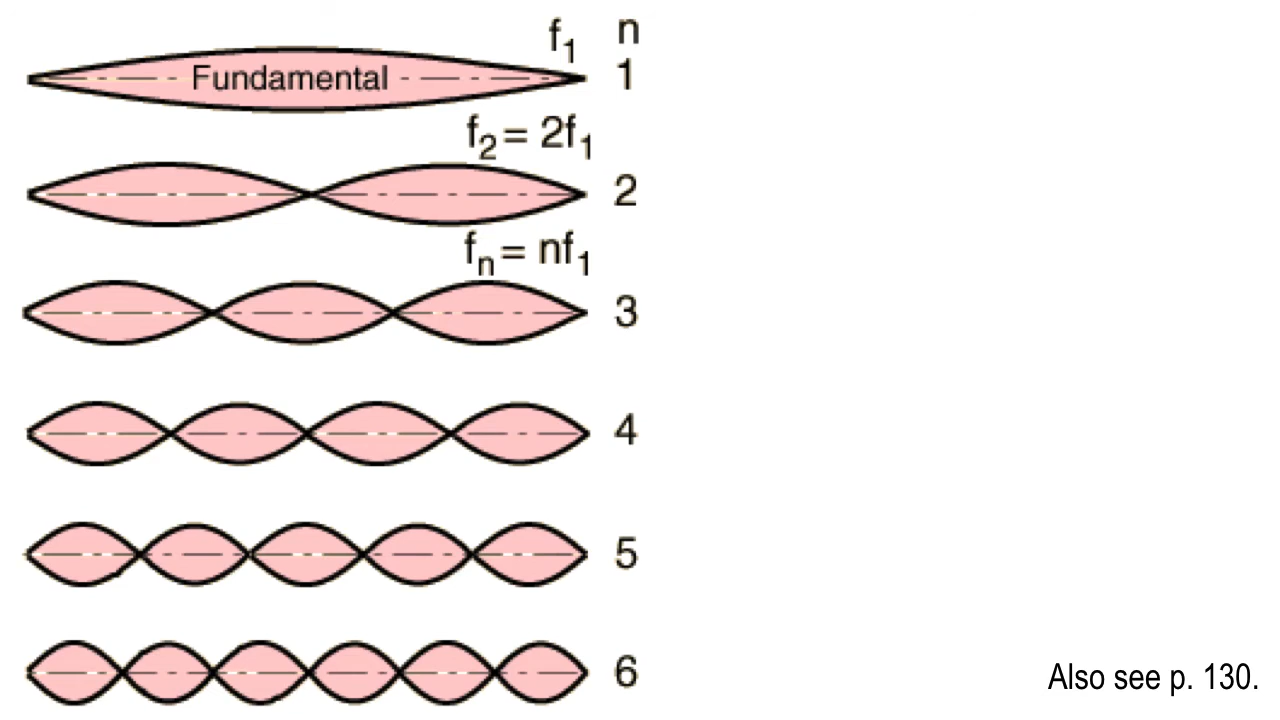 f₁ n
Fundamental 1
f₂ = 2f₁
2
fₙ = nf₁
3
4
5
6
Also see p. 130.